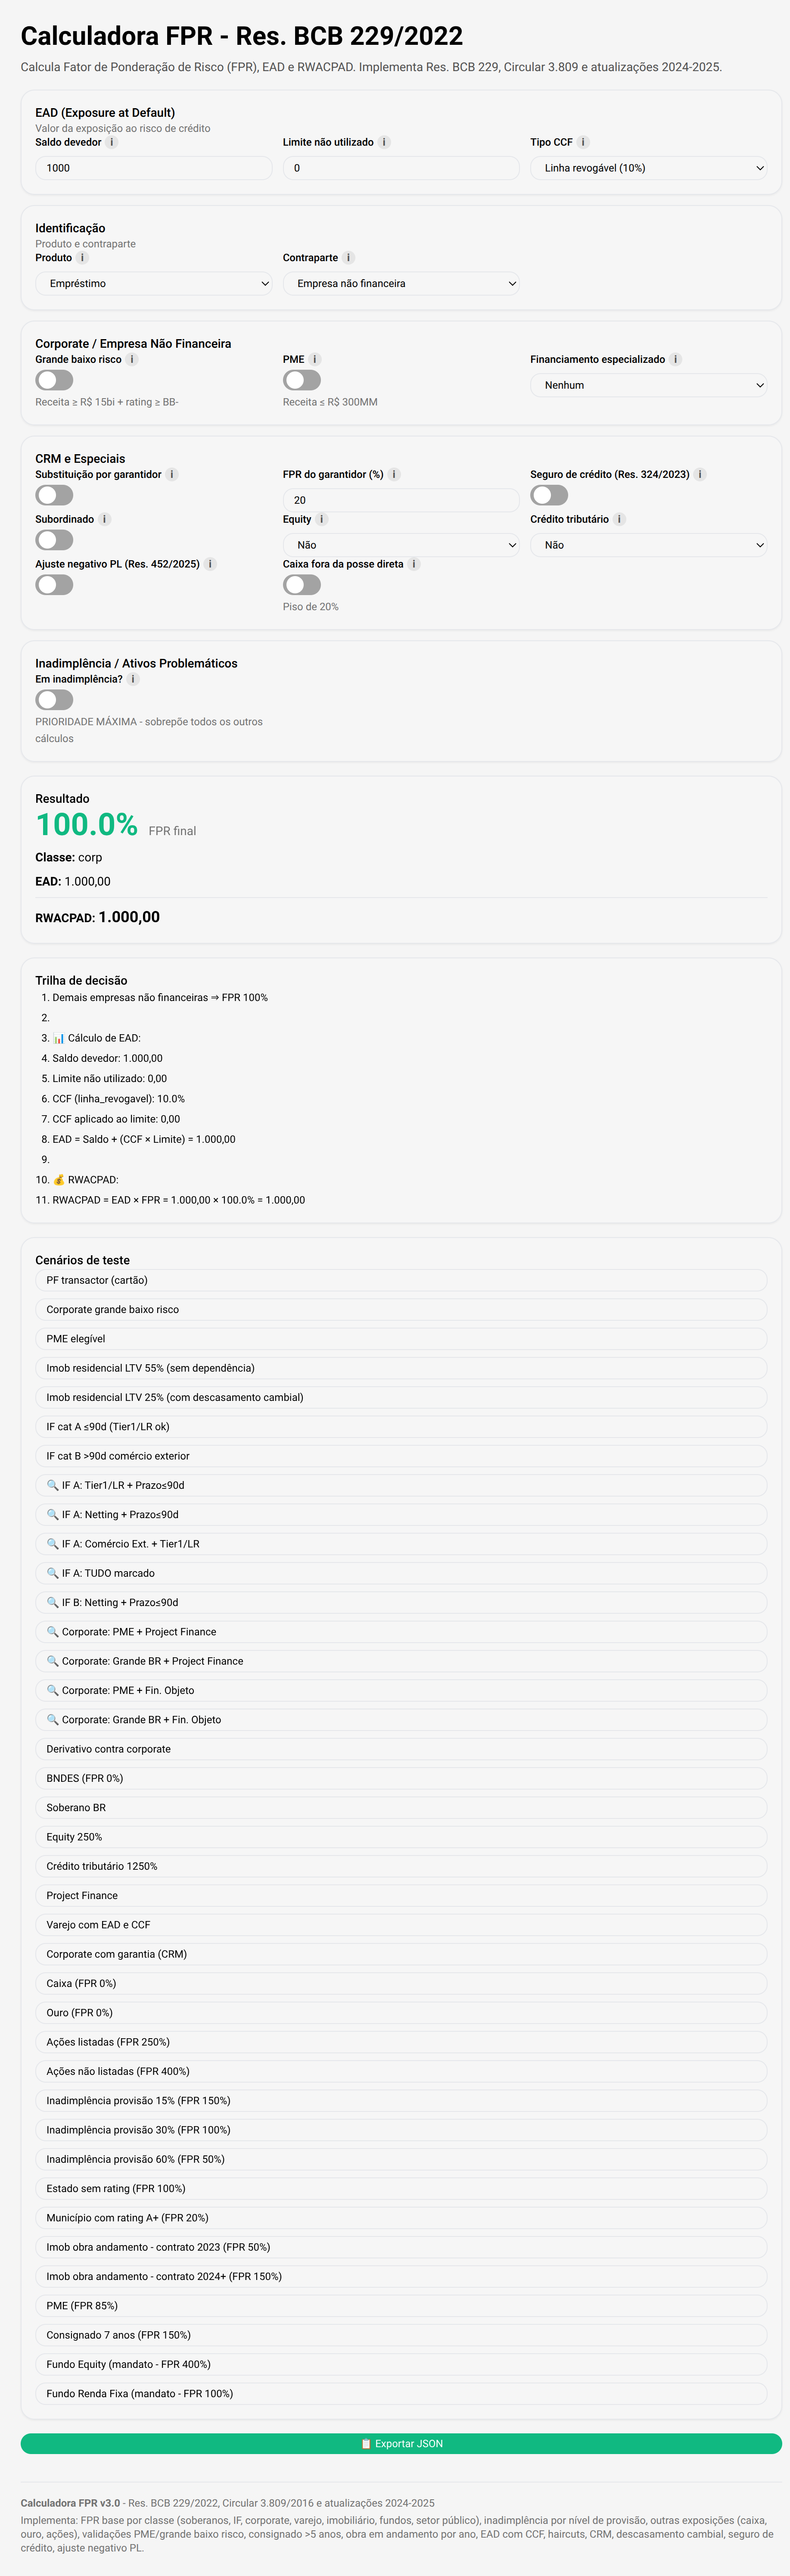 Calculadora FPR - Res. BCB 229/2022
Calcula Fator de Ponderação de Risco (FPR), EAD e RWACPAD. Implementa Res. BCB 229, Circular 3.809 e atualizações 2024-2025.
EAD (Exposure at Default)
Valor da exposição ao risco de crédito
Saldo devedor i
Limite não utilizado i
Tipo CCF i
1000
0
Linha revogável (10%)
Identificação
Produto e contraparte
Produto i
Contraparte i
Empréstimo
Empresa não financeira
Corporate / Empresa Não Financeira
Grande baixo risco i
PME i
Financiamento especializado i
Nenhum
Receita ≥ R$ 15bi + rating ≥ BB-
Receita ≤ R$ 300MM
CRM e Especiais
Substituição por garantidor i
FPR do garantidor (%) i
Seguro de crédito (Res. 324/2023) i
20
Subordinado i
Equity i
Crédito tributário i
Não
Não
Ajuste negativo PL (Res. 452/2025) i
Caixa fora da posse direta i
Piso de 20%
Inadimplência / Ativos Problemáticos
Em inadimplência? i
PRIORIDADE MÁXIMA - sobrepõe todos os outros
cálculos
Resultado
100.0% FPR final
Classe: corp
EAD: 1.000,00
RWACPAD: 1.000,00
Trilha de decisão
1. Demais empresas não financeiras ⇒ FPR 100%
2.
3. 📊 Cálculo de EAD:
4. Saldo devedor: 1.000,00
5. Limite não utilizado: 0,00
6. CCF (linha_revogavel): 10.0%
7. CCF aplicado ao limite: 0,00
8. EAD = Saldo + (CCF × Limite) = 1.000,00
9.
10. 💰 RWACPAD:
11. RWACPAD = EAD × FPR = 1.000,00 × 100.0% = 1.000,00
Cenários de teste
PF transactor (cartão)
Corporate grande baixo risco
PME elegível
Imob residencial LTV 55% (sem dependência)
Imob residencial LTV 25% (com descasamento cambial)
IF cat A ≤90d (Tier1/LR ok)
IF cat B >90d comércio exterior
🔍 IF A: Tier1/LR + Prazo≤90d
🔍 IF A: Netting + Prazo≤90d
🔍 IF A: Comércio Ext. + Tier1/LR
🔍 IF A: TUDO marcado
🔍 IF B: Netting + Prazo≤90d
🔍 Corporate: PME + Project Finance
🔍 Corporate: Grande BR + Project Finance
🔍 Corporate: PME + Fin. Objeto
🔍 Corporate: Grande BR + Fin. Objeto
Derivativo contra corporate
BNDES (FPR 0%)
Soberano BR
Equity 250%
Crédito tributário 1250%
Project Finance
Varejo com EAD e CCF
Corporate com garantia (CRM)
Caixa (FPR 0%)
Ouro (FPR 0%)
Ações listadas (FPR 250%)
Ações não listadas (FPR 400%)
Inadimplência provisão 15% (FPR 150%)
Inadimplência provisão 30% (FPR 100%)
Inadimplência provisão 60% (FPR 50%)
Estado sem rating (FPR 100%)
Município com rating A+ (FPR 20%)
Imob obra andamento - contrato 2023 (FPR 50%)
Imob obra andamento - contrato 2024+ (FPR 150%)
PME (FPR 85%)
Consignado 7 anos (FPR 150%)
Fundo Equity (mandato - FPR 400%)
Fundo Renda Fixa (mandato - FPR 100%)
📋 Exportar JSON
Calculadora FPR v3.0 - Res. BCB 229/2022, Circular 3.809/2016 e atualizações 2024-2025
Implementa: FPR base por classe (soberanos, IF, corporate, varejo, imobiliário, fundos, setor público), inadimplência por nível de provisão, outras exposições (caixa,
ouro, ações), validações PME/grande baixo risco, consignado >5 anos, obra em andamento por ano, EAD com CCF, haircuts, CRM, descasamento cambial, seguro de
crédito, ajuste negativo PL.